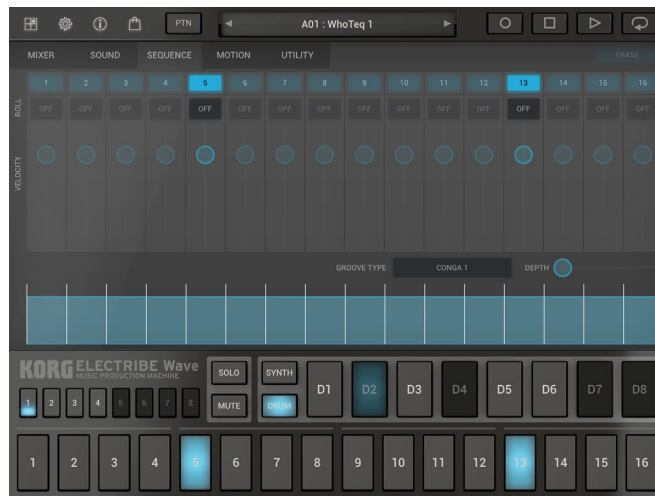 PTN
A01 : WhoTeq 1
MIXER SOUND SEQUENCE MOTION UTILITY ERASE
1 2 3 4 5 6 7 8 9 10 11 12 13 14 15 16
ROLL OFF OFF OFF OFF OFF OFF OFF OFF OFF OFF OFF OFF OFF OFF OFF OFF
VELOCITY
GROOVE TYPE CONGA 1 DEPTH
KORG ELECTRIBE Wave
MUSIC PRODUCTION MACHINE
SOLO SYNTH
D1 D2 D3 D4 D5 D6 D7 D8
1 2 3 4 5 6 7 8
MUTE DRUM
1 2 3 4 5 6 7 8 9 10 11 12 13 14 15 16